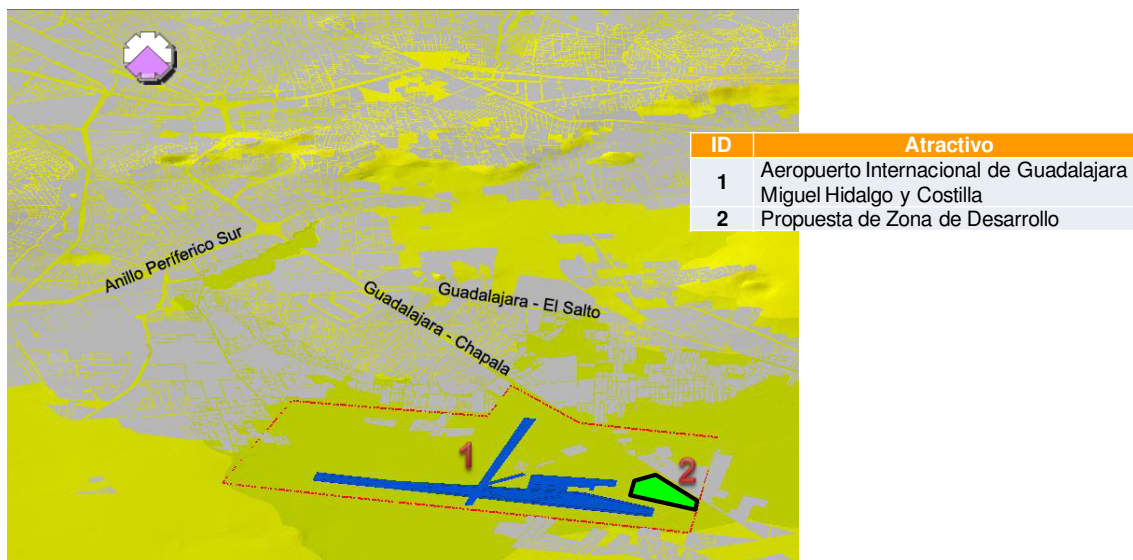 ID Atractivo
1 Aeropuerto Internacional de Guadalajara
Miguel Hidalgo y Costilla
2 Propuesta de Zona de Desarrollo
Anillo Períferico Sur
Guadalajara - El Salto
Guadalajara - Chapala
1
2